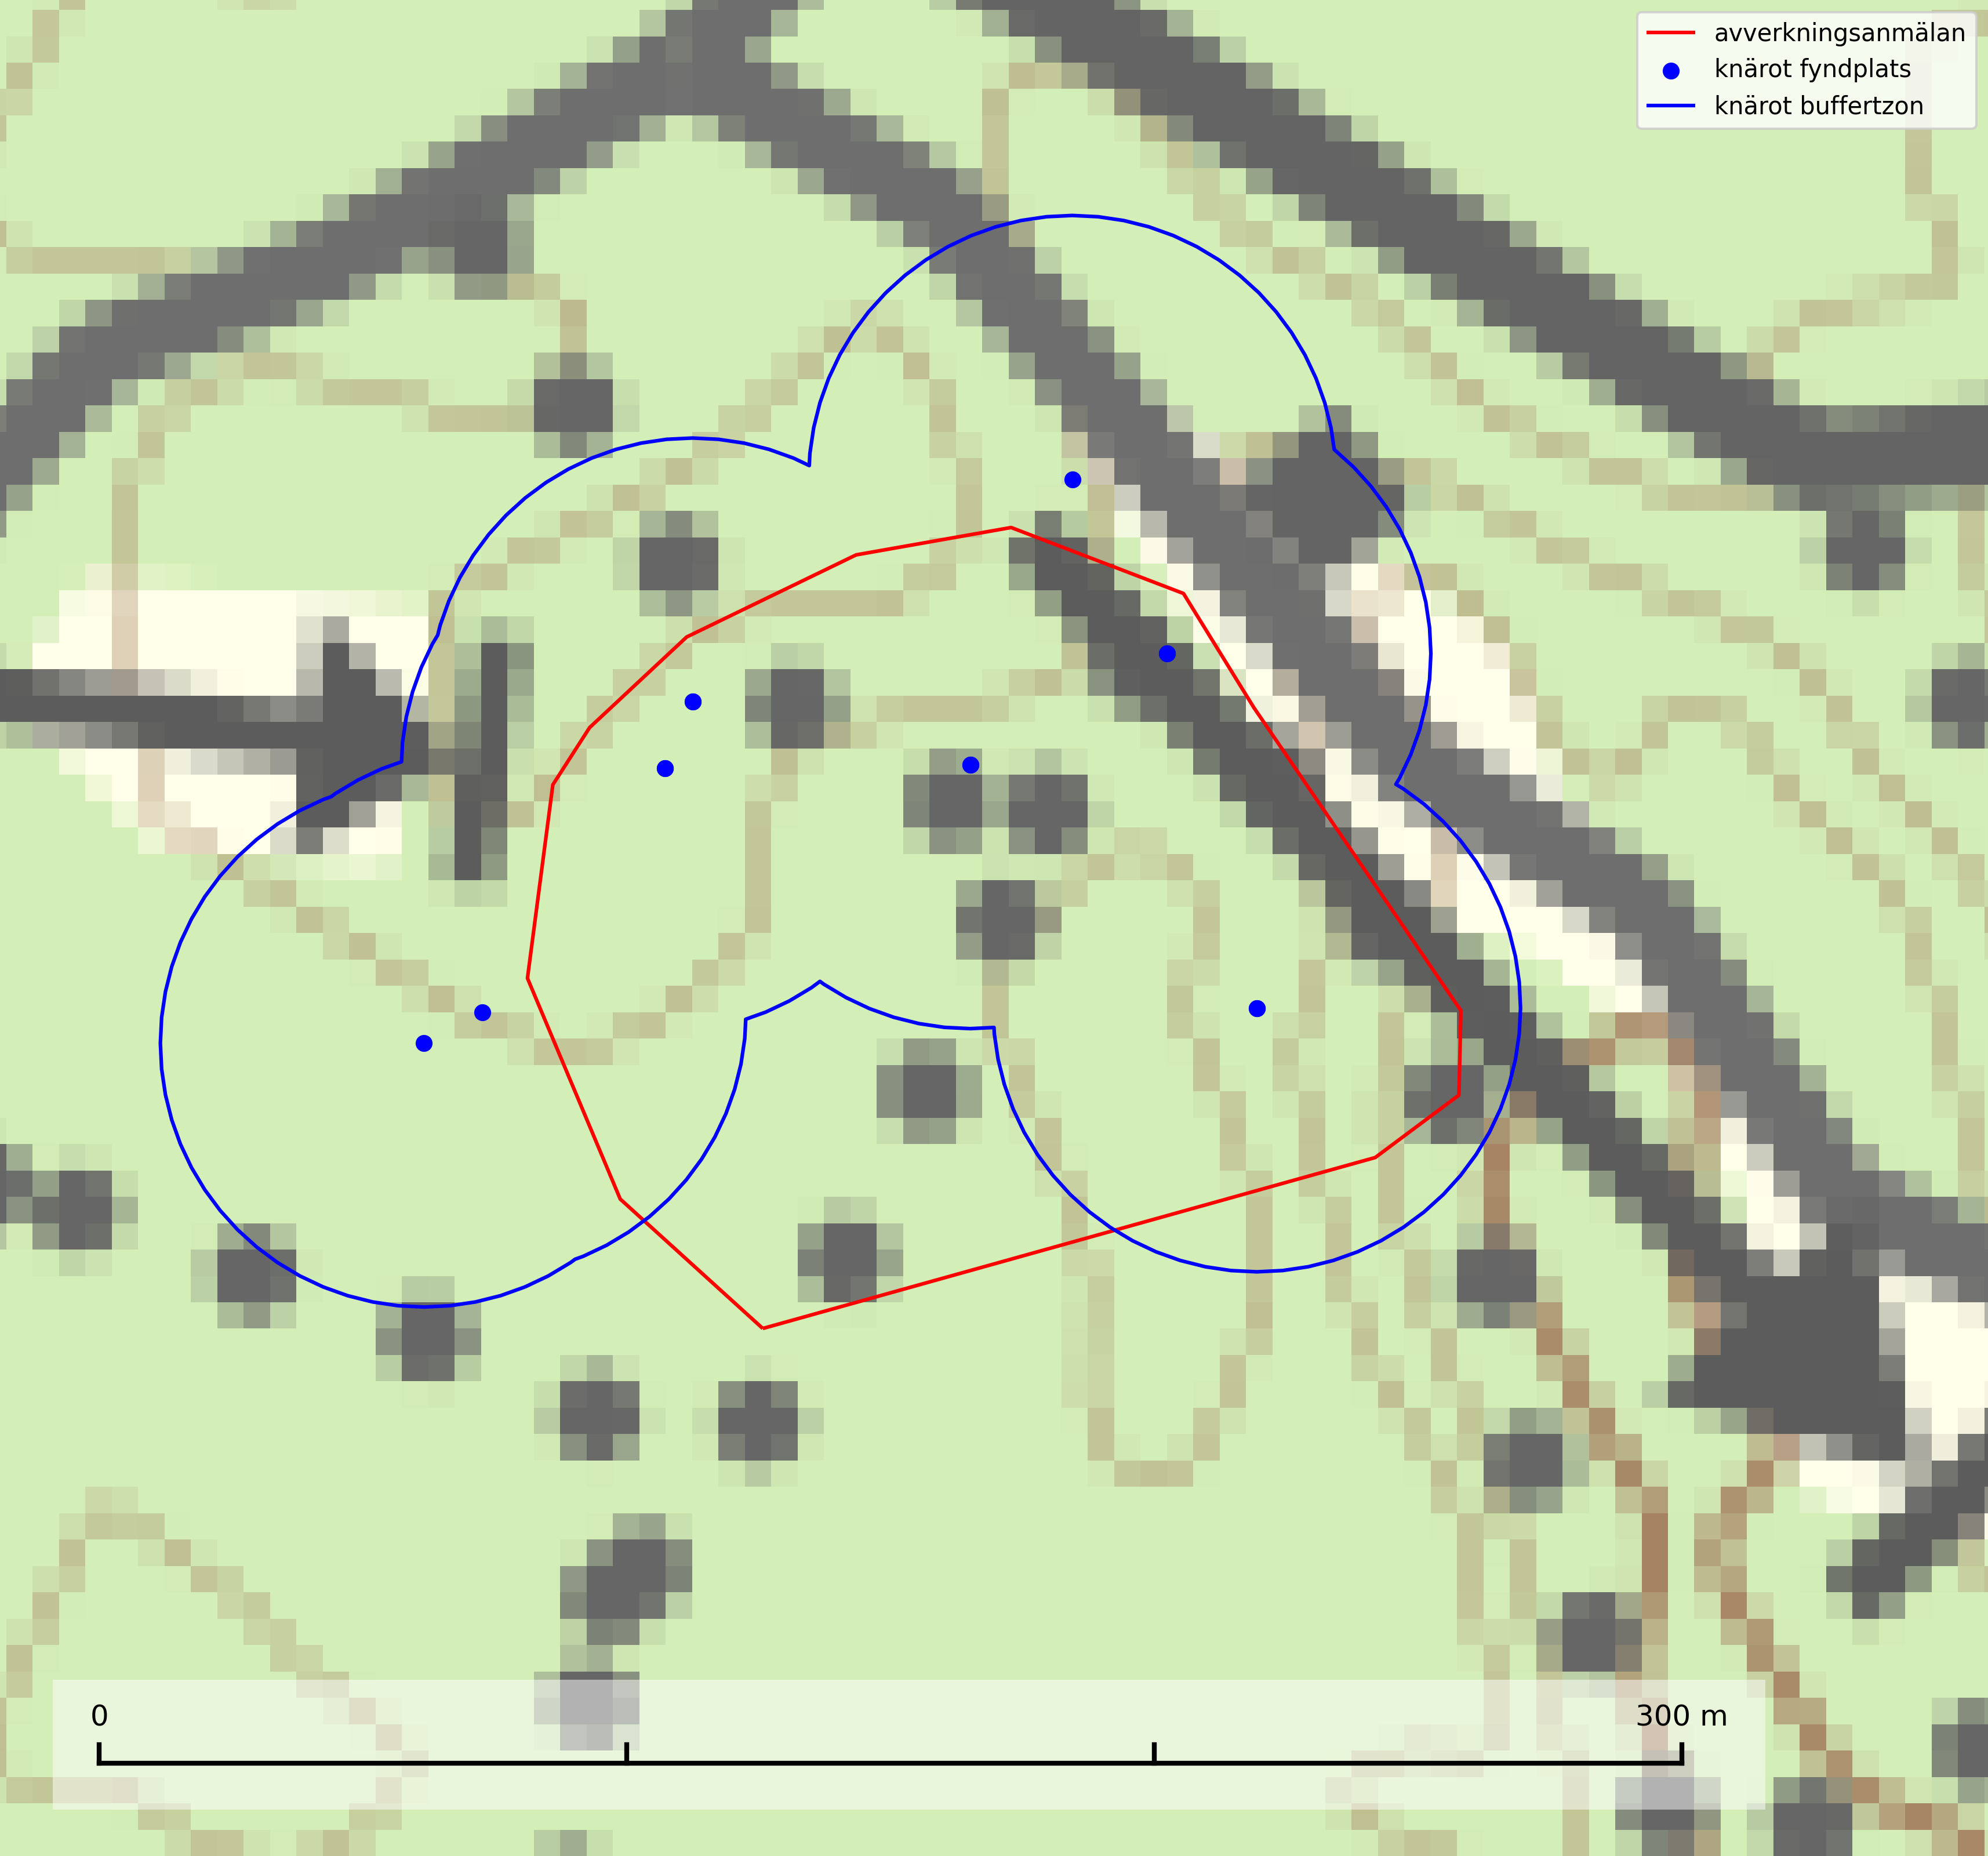 avverkningsanmälan
knärot fyndplats
knärot buffertzon
0
300 m